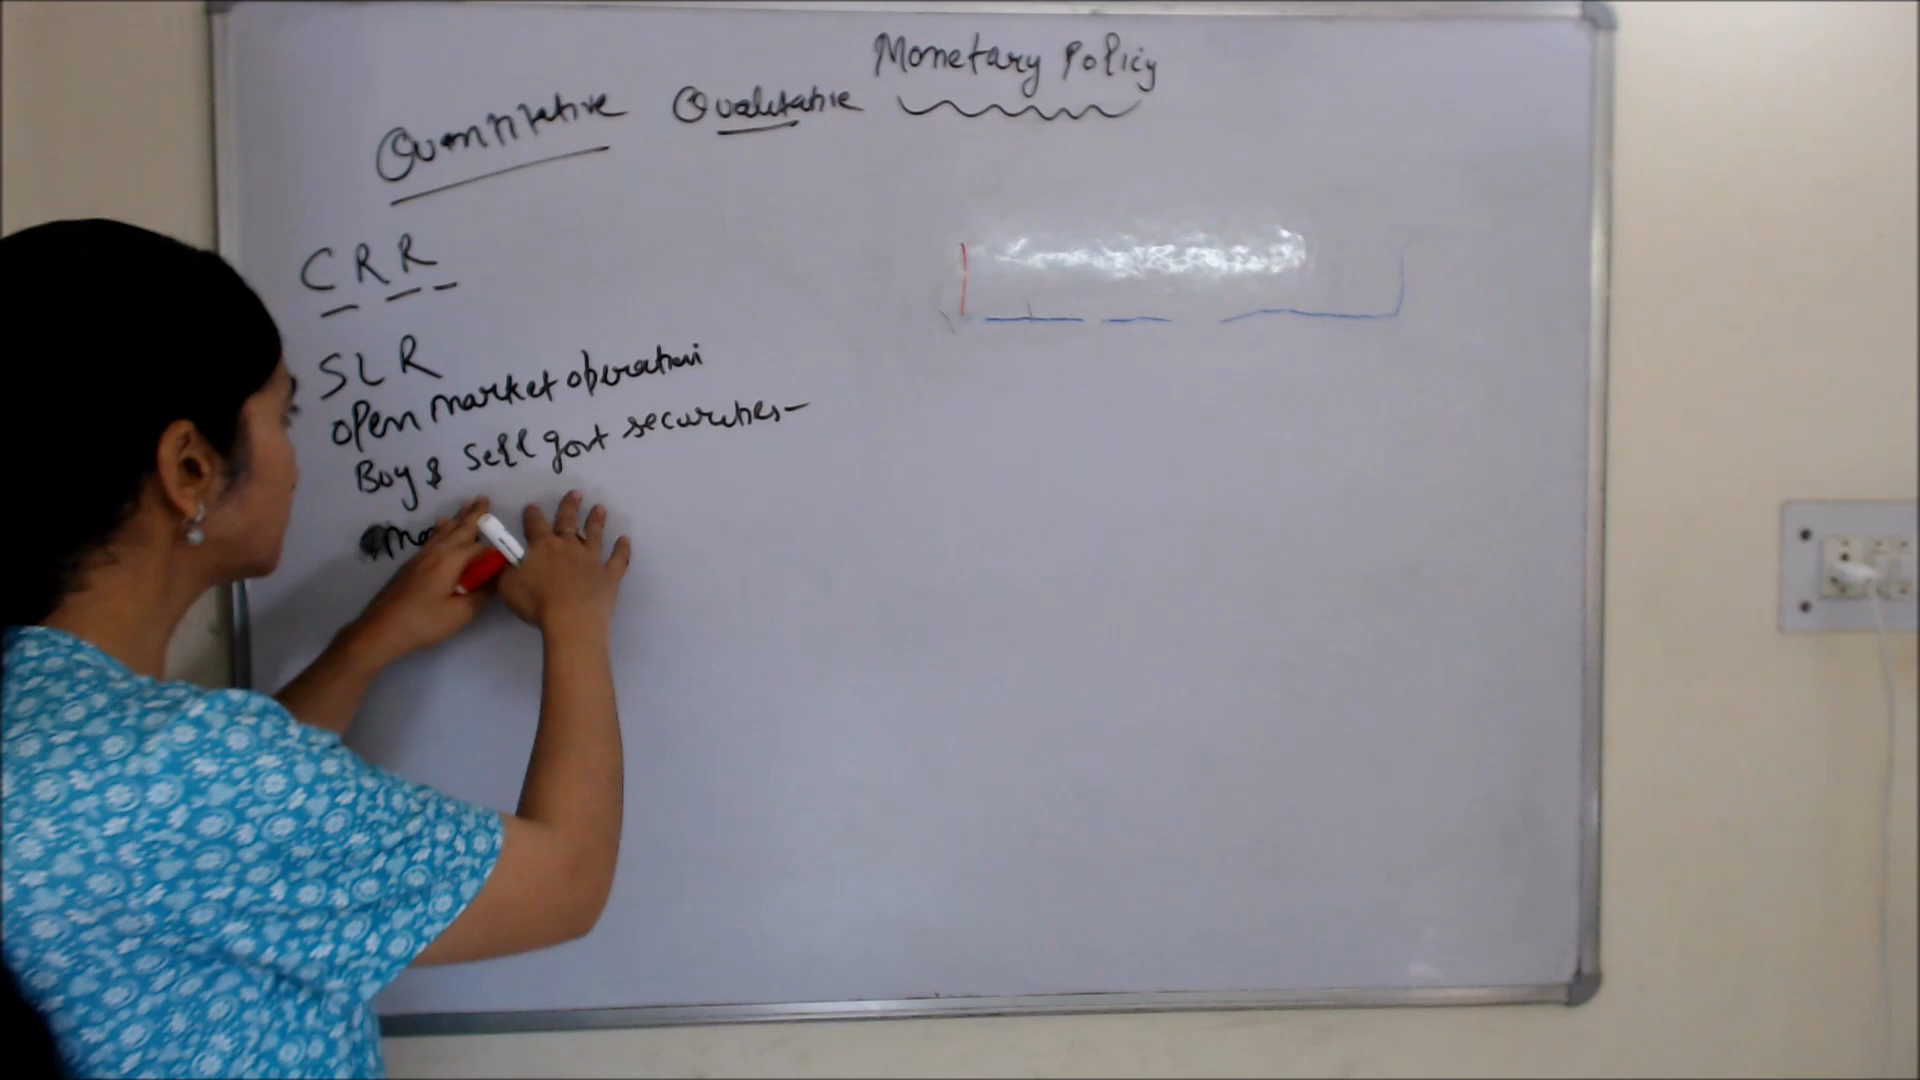 Monetary Policy
Quantitative Qualitative
CRR
SLR
open market operation
Buy & Sell govt securities-